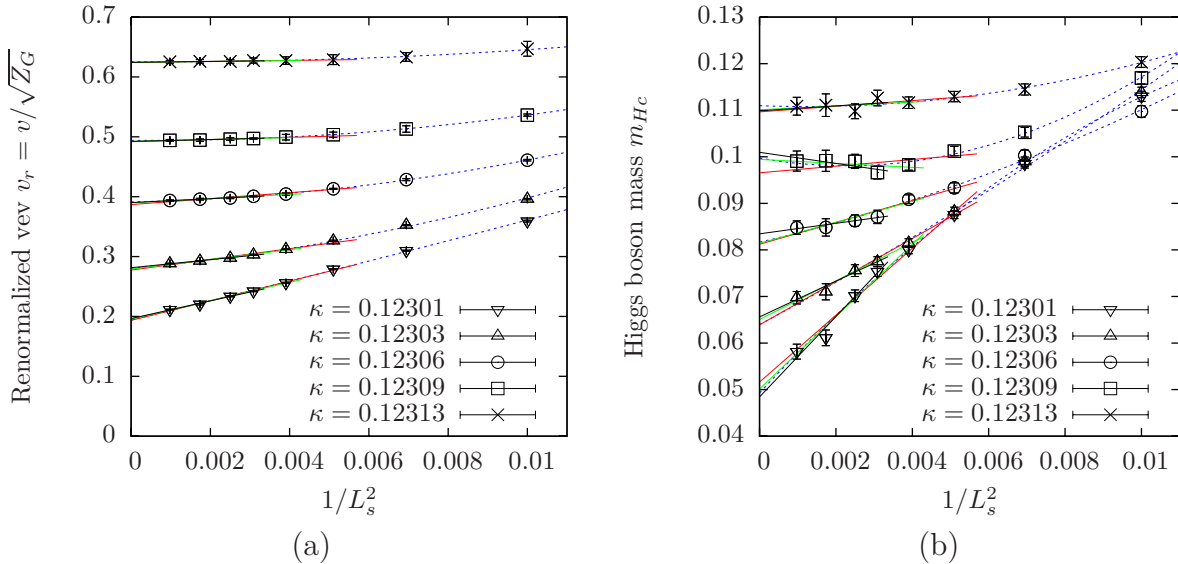 Renormalized vev v_r = v/√Z_G
0.7
0.6
0.5
0.4
0.3
0.2
0.1
0
κ = 0.12301
κ = 0.12303
κ = 0.12306
κ = 0.12309
κ = 0.12313
0 0.002 0.004 0.006 0.008 0.01
1/L_s^2
(a)
Higgs boson mass m_{Hc}
0.13
0.12
0.11
0.1
0.09
0.08
0.07
0.06
0.05
0.04
κ = 0.12301
κ = 0.12303
κ = 0.12306
κ = 0.12309
κ = 0.12313
0 0.002 0.004 0.006 0.008 0.01
1/L_s^2
(b)